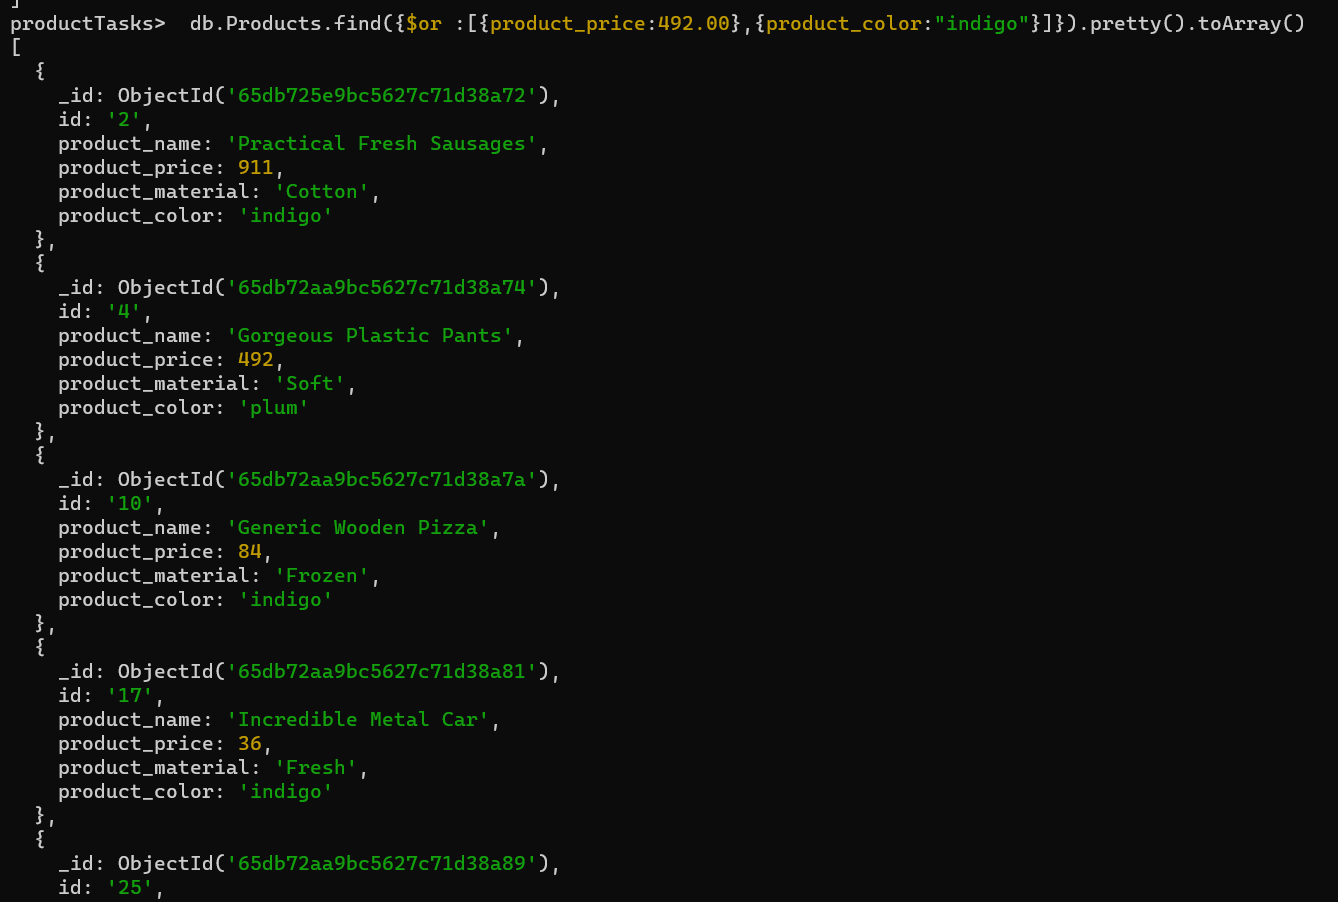 ]
productTasks>  db.Products.find({$or :[{product_price:492.00},{product_color:"indigo"}]}).pretty().toArray()
[
  {
    _id: ObjectId('65db725e9bc5627c71d38a72'),
    id: '2',
    product_name: 'Practical Fresh Sausages',
    product_price: 911,
    product_material: 'Cotton',
    product_color: 'indigo'
  },
  {
    _id: ObjectId('65db72aa9bc5627c71d38a74'),
    id: '4',
    product_name: 'Gorgeous Plastic Pants',
    product_price: 492,
    product_material: 'Soft',
    product_color: 'plum'
  },
  {
    _id: ObjectId('65db72aa9bc5627c71d38a7a'),
    id: '10',
    product_name: 'Generic Wooden Pizza',
    product_price: 84,
    product_material: 'Frozen',
    product_color: 'indigo'
  },
  {
    _id: ObjectId('65db72aa9bc5627c71d38a81'),
    id: '17',
    product_name: 'Incredible Metal Car',
    product_price: 36,
    product_material: 'Fresh',
    product_color: 'indigo'
  },
  {
    _id: ObjectId('65db72aa9bc5627c71d38a89'),
    id: '25',